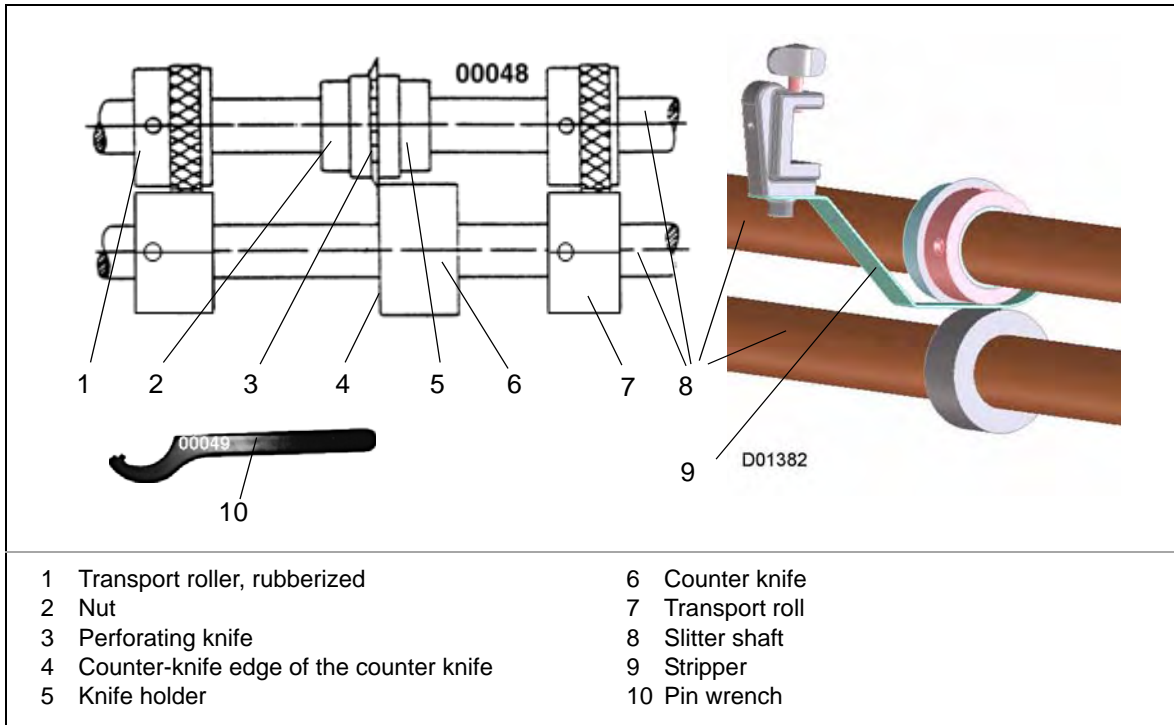 00048
1 2 3 4 5 6 7 8
00049
9 D01382
10
1 Transport roller, rubberized
2 Nut
3 Perforating knife
4 Counter-knife edge of the counter knife
5 Knife holder
6 Counter knife
7 Transport roll
8 Slitter shaft
9 Stripper
10 Pin wrench